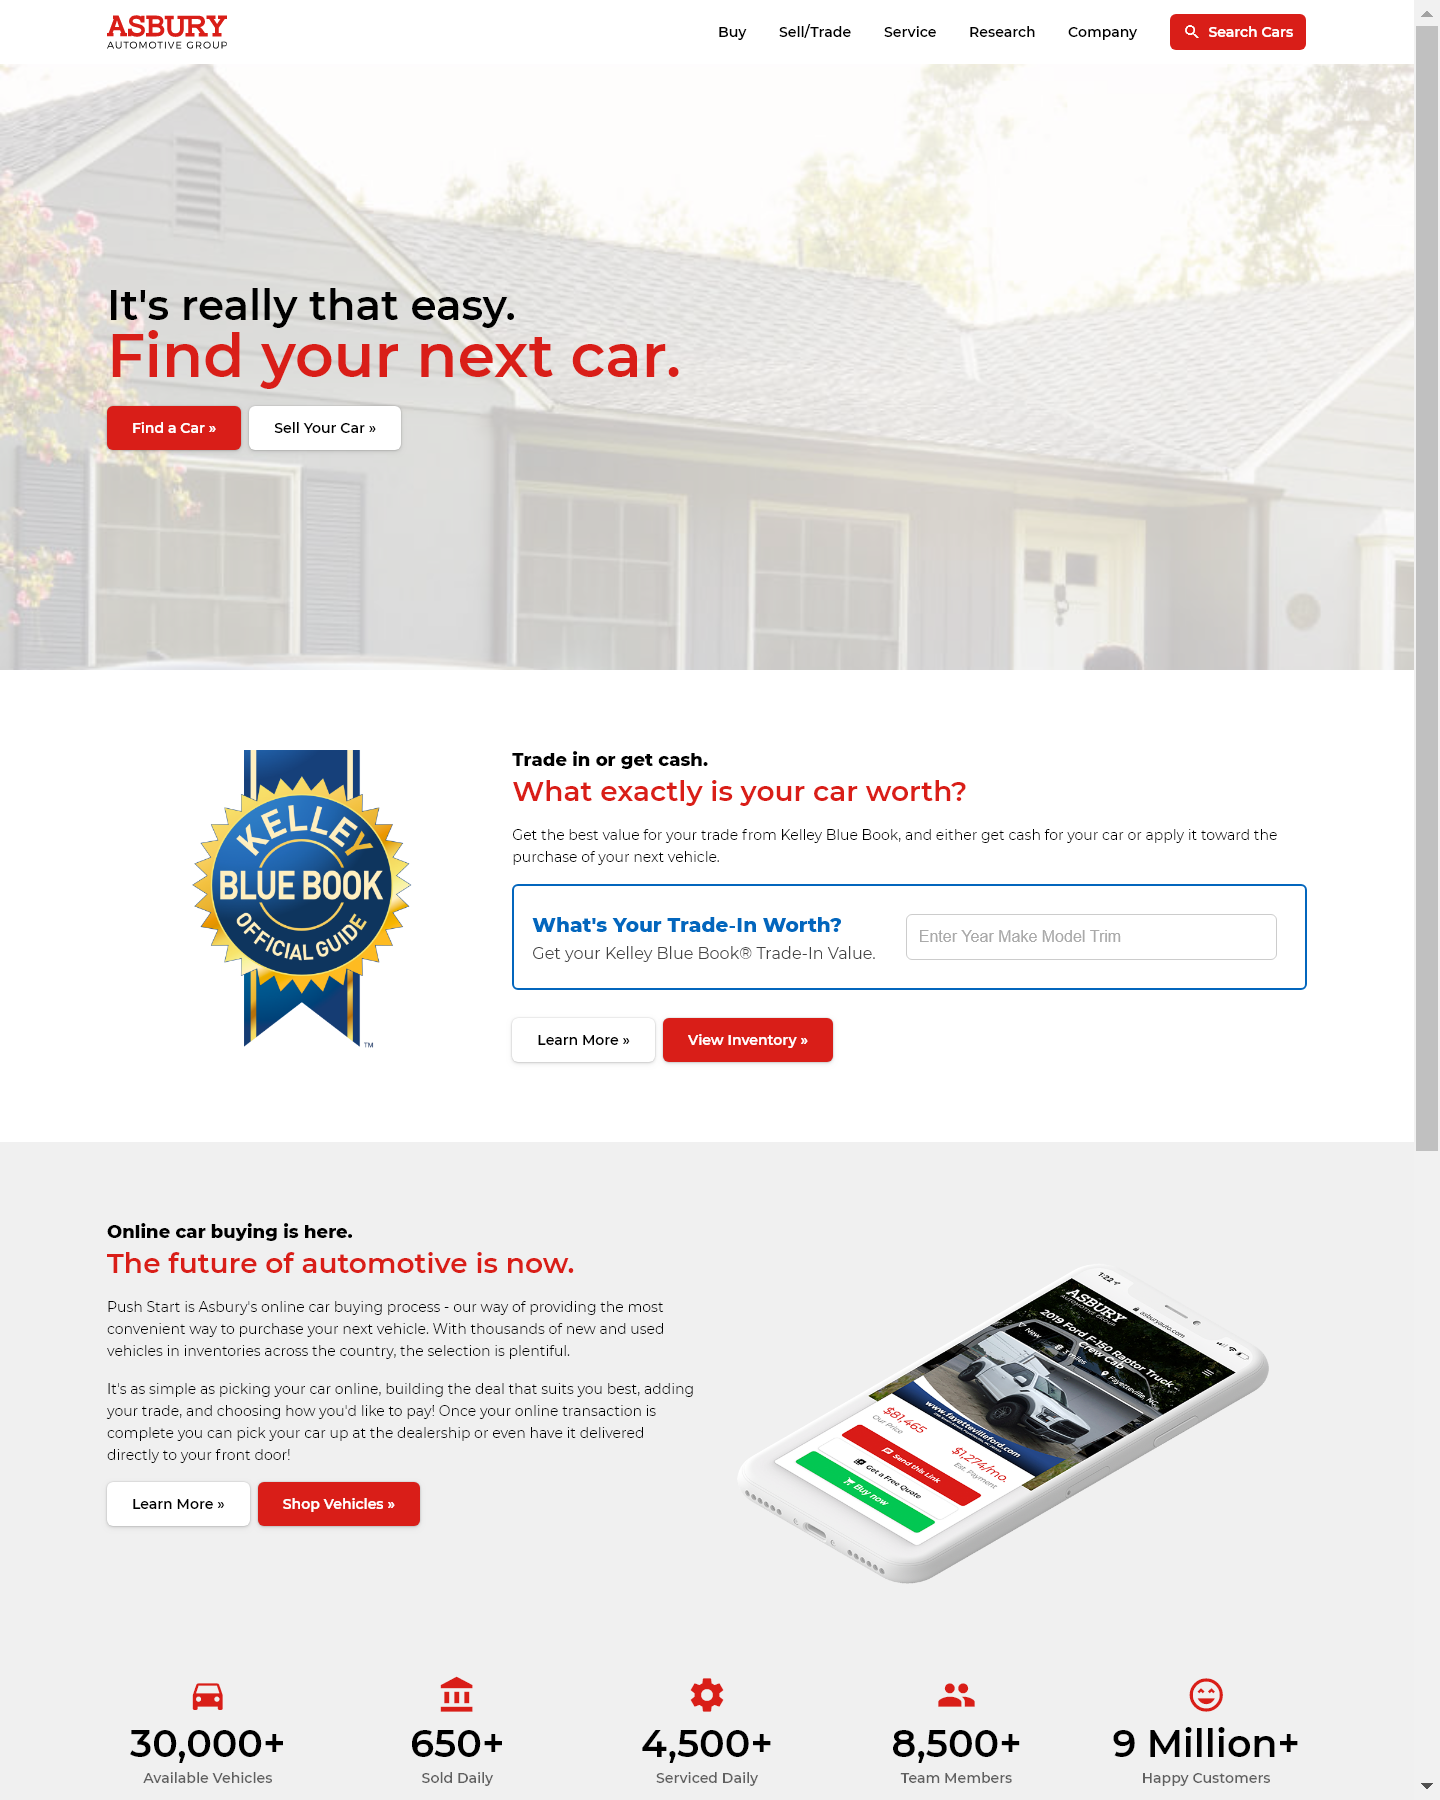 ASBURY
AUTOMOTIVE GROUP
Buy
Sell/Trade
Service
Research
Company
Search Cars
It's really that easy.
Find your next car.
Find a Car »
Sell Your Car »
KELLEY
BLUE BOOK
OFFICIAL GUIDE
TM
Trade in or get cash.
What exactly is your car worth?
Get the best value for your trade from Kelley Blue Book, and either get cash for your car or apply it toward the
purchase of your next vehicle.
What's Your Trade-In Worth?
Get your Kelley Blue Book® Trade-In Value.
Enter Year Make Model Trim
Learn More »
View Inventory »
Online car buying is here.
The future of automotive is now.
Push Start is Asbury's online car buying process - our way of providing the most
convenient way to purchase your next vehicle. With thousands of new and used
vehicles in inventories across the country, the selection is plentiful.
It's as simple as picking your car online, building the deal that suits you best, adding
your trade, and choosing how you'd like to pay! Once your online transaction is
complete you can pick your car up at the dealership or even have it delivered
directly to your front door!
Learn More »
Shop Vehicles »
1:22
asburyauto.com
ASBURY
AUTOMOTIVE GROUP
2019 Ford F-150 Raptor Truck -
Crew Cab
New
3 miles
Fayetteville, NC
www.fayettevilleford.com
$81,465
Our Price
$1,274/mo.
Est. Payment
Send this Link
Get a Free Quote
Buy now
30,000+
Available Vehicles
650+
Sold Daily
4,500+
Serviced Daily
8,500+
Team Members
9 Million+
Happy Customers